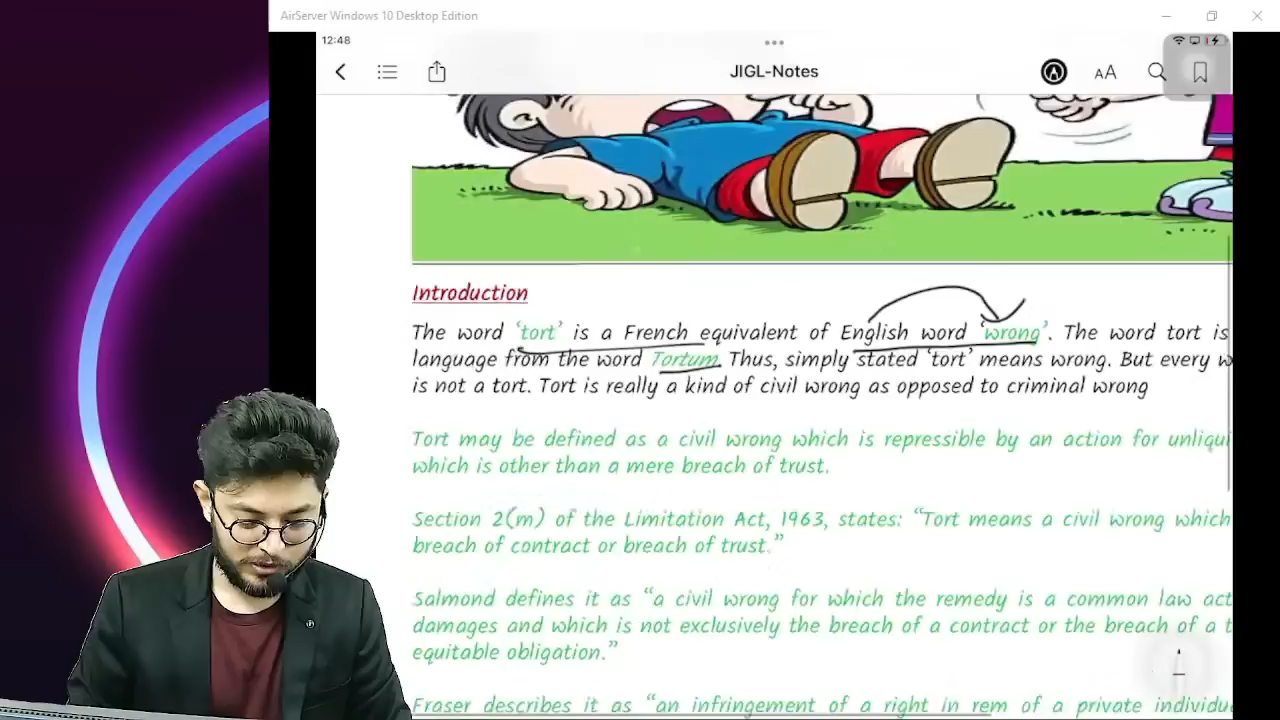 AirServer Windows 10 Desktop Edition
12:48
JIGL-Notes
AA
Introduction
The word ‘tort’ is a French equivalent of English word ‘wrong’. The word tort is
language from the word Tortum. Thus, simply stated ‘tort’ means wrong. But every
is not a tort. Tort is really a kind of civil wrong as opposed to criminal wrong
Tort may be defined as a civil wrong which is repressible by an action for
which is other than a mere breach of trust.
Section 2(m) of the Limitation Act, 1963, states: “Tort means a civil wrong which
breach of contract or breach of trust.”
Salmond defines it as “a civil wrong for which the remedy is a common law
damages and which is not exclusively the breach of a contract or the breach of a
equitable obligation.”
Fraser describes it as “an infringement of a right in rem of a private